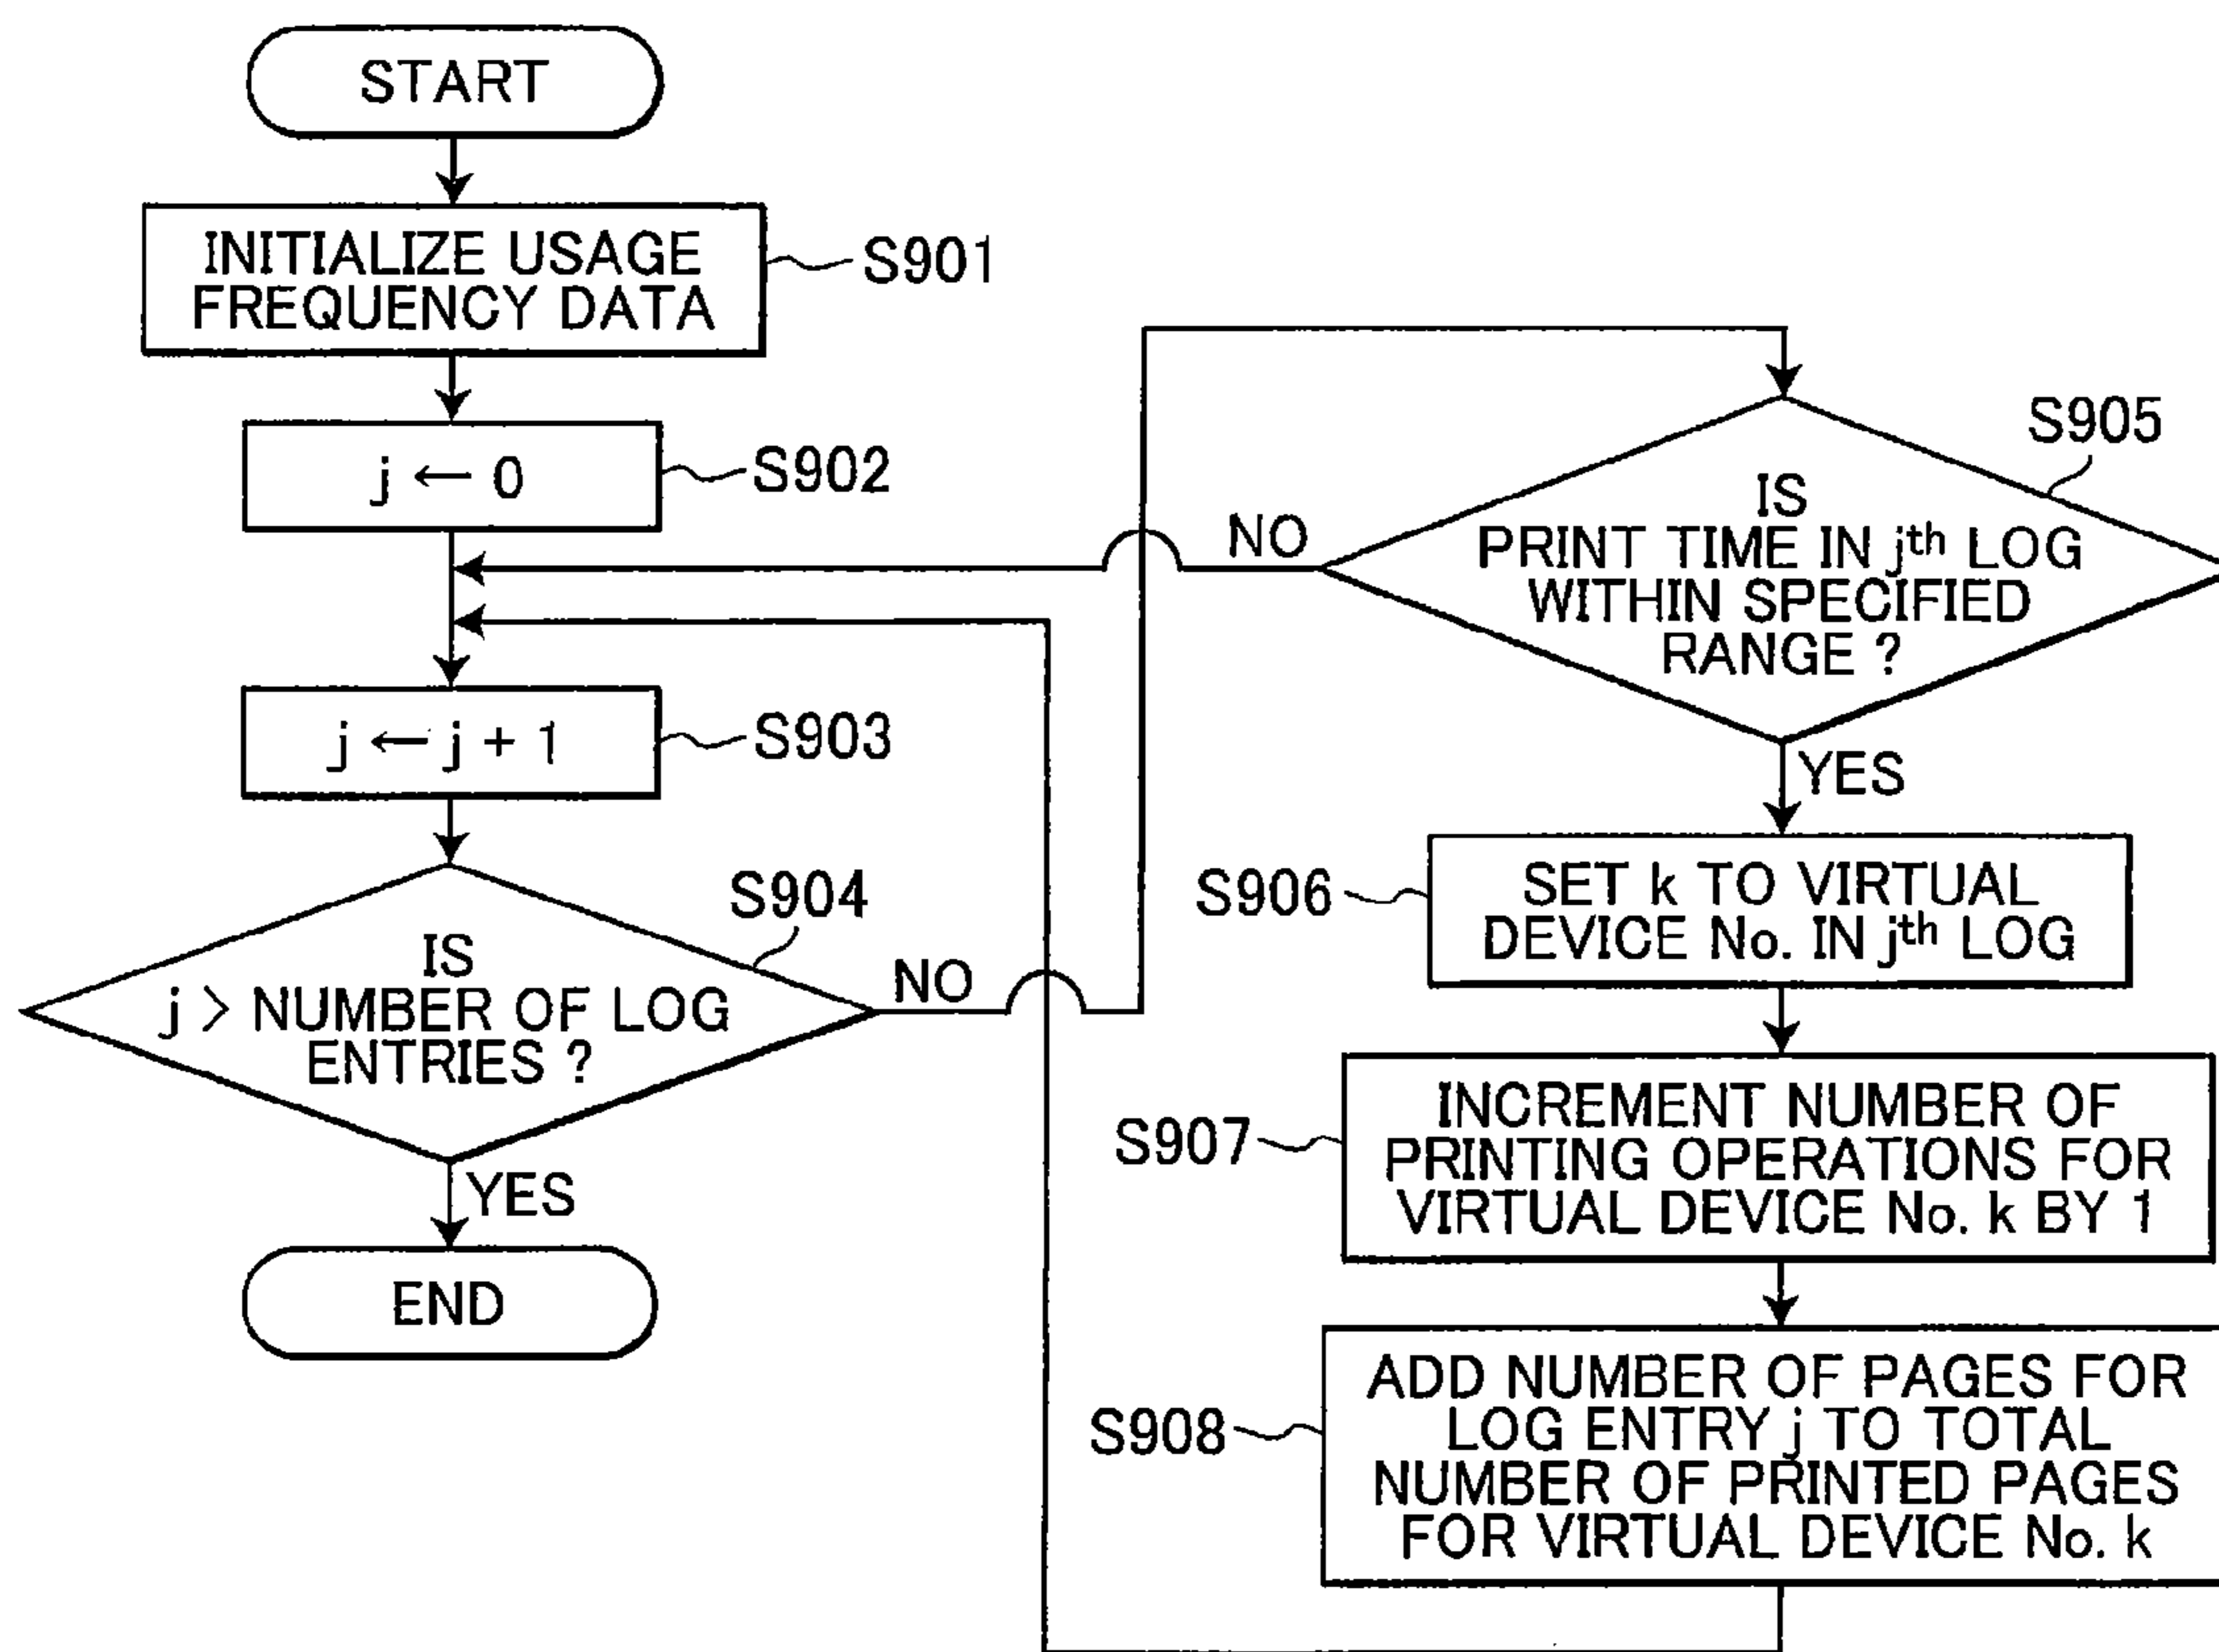 START
INITIALIZE USAGE
FREQUENCY DATA
S901
j ← 0
S902
j ← j + 1
S903
S904
IS
j > NUMBER OF LOG
ENTRIES ?
NO
YES
END
S905
IS
PRINT TIME IN jth LOG
WITHIN SPECIFIED
RANGE ?
NO
YES
S906
SET k TO VIRTUAL
DEVICE No. IN jth LOG
S907
INCREMENT NUMBER OF
PRINTING OPERATIONS FOR
VIRTUAL DEVICE No. k BY 1
S908
ADD NUMBER OF PAGES FOR
LOG ENTRY j TO TOTAL
NUMBER OF PRINTED PAGES
FOR VIRTUAL DEVICE No. k